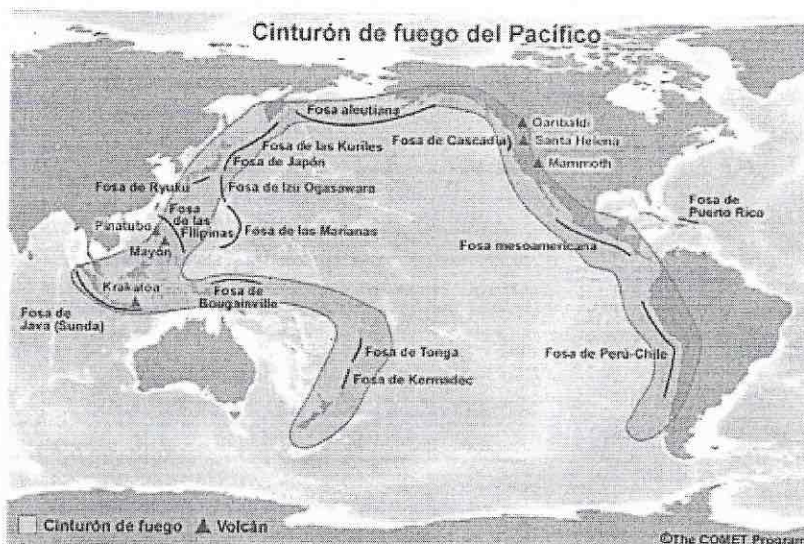 Cinturón de fuego del Pacífico
Fosa aleutiana
Garibaldi
Fosa de Cascadia
Santa Helena
Fosa de las Kuriles
Fosa de Japón
Mammoth
Fosa de Ryuku
Fosa de Izu Ogasawara
Fosa de
Puerto Rico
Pinatubo
Fosa
de las
Filipinas
Fosa de las Marianas
Mayón
Fosa mesoamericana
Krakatoa
Fosa de
Bougainville
Fosa de
Java (Sunda)
Fosa de Tonga
Fosa de Perú-Chile
Fosa de Kermadec
Cinturón de fuego
Volcán
©The COMET Program